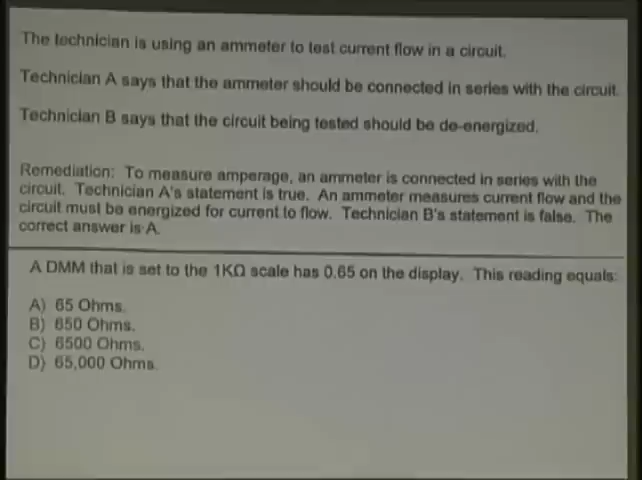 The technician is using an ammeter to test current flow in a circuit.
Technician A says that the ammeter should be connected in series with the circuit.
Technician B says that the circuit being tested should be de-energized.
Remediation: To measure amperage, an ammeter is connected in series with the
circuit. Technician A's statement is true. An ammeter measures current flow and the
circuit must be energized for current to flow. Technician B's statement is false. The
correct answer is A.
A DMM that is set to the 1KΩ scale has 0.65 on the display. This reading equals:
A) 65 Ohms.
B) 650 Ohms.
C) 6500 Ohms.
D) 65,000 Ohms.